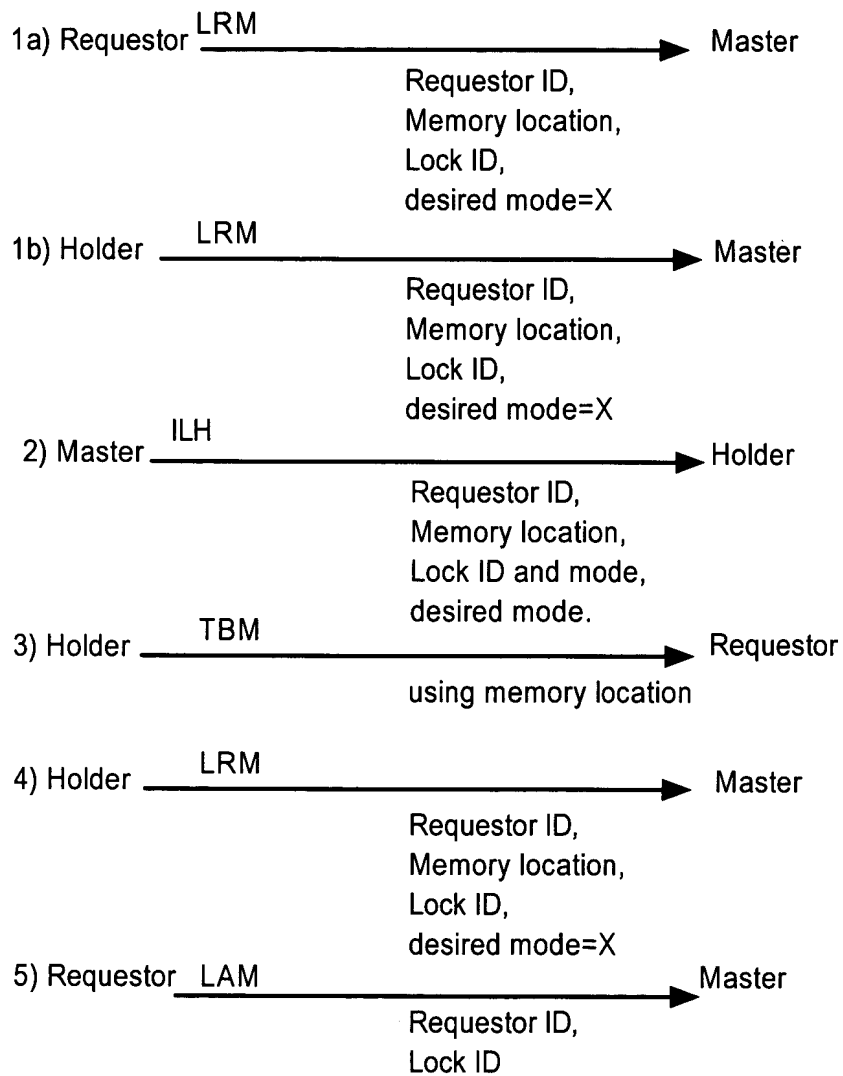 1a) Requestor LRM Master
Requestor ID,
Memory location,
Lock ID,
desired mode=X
1b) Holder LRM Master
Requestor ID,
Memory location,
Lock ID,
desired mode=X
2) Master ILH Holder
Requestor ID,
Memory location,
Lock ID and mode,
desired mode.
3) Holder TBM Requestor
using memory location
4) Holder LRM Master
Requestor ID,
Memory location,
Lock ID,
desired mode=X
5) Requestor LAM Master
Requestor ID,
Lock ID